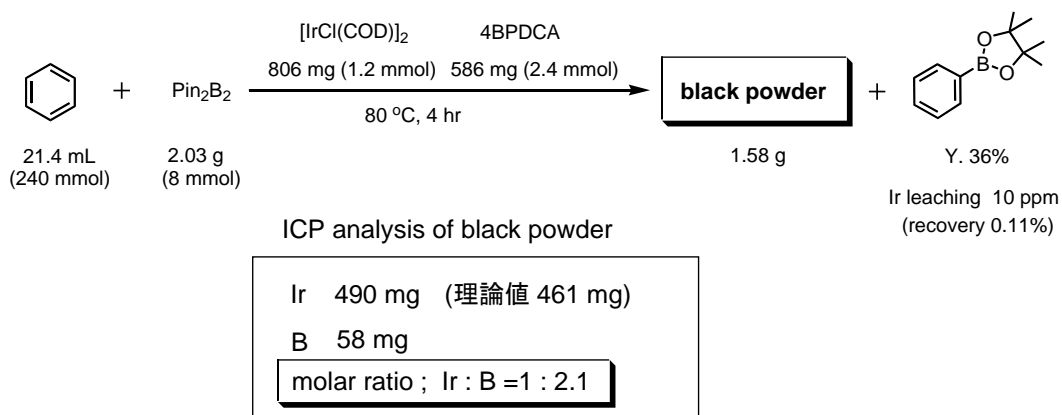 [IrCl(COD)]2 4BPDCA
806 mg (1.2 mmol) 586 mg (2.4 mmol)
+ Pin2B2 black powder +
80 oC, 4 hr
B
O
O
21.4 mL 2.03 g 1.58 g Y. 36%
(240 mmol) (8 mmol)
Ir leaching 10 ppm
(recovery 0.11%)
ICP analysis of black powder
Ir 490 mg (理論値 461 mg)
B 58 mg
molar ratio ; Ir : B =1 : 2.1